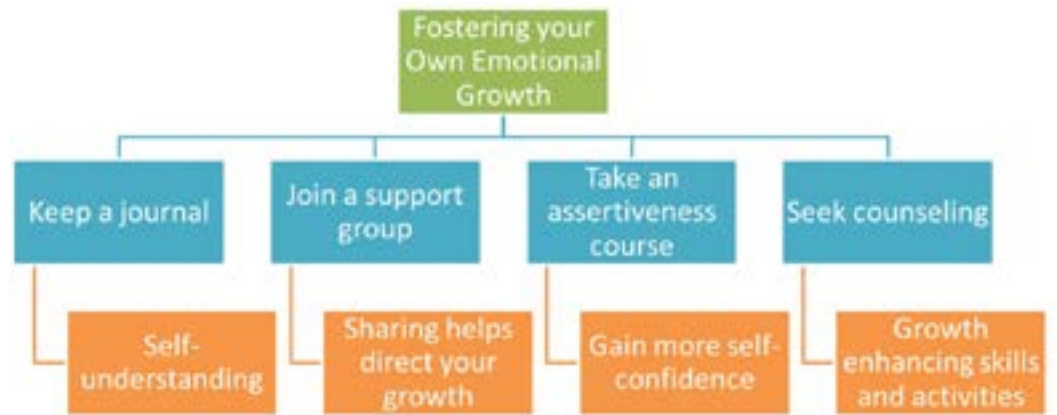 Fostering your
Own Emotional
Growth
Keep a journal
Join a support
group
Take an
assertiveness
course
Seek counseling
Self-
understanding
Sharing helps
direct your
growth
Gain more self-
confidence
Growth
enhancing skills
and activities